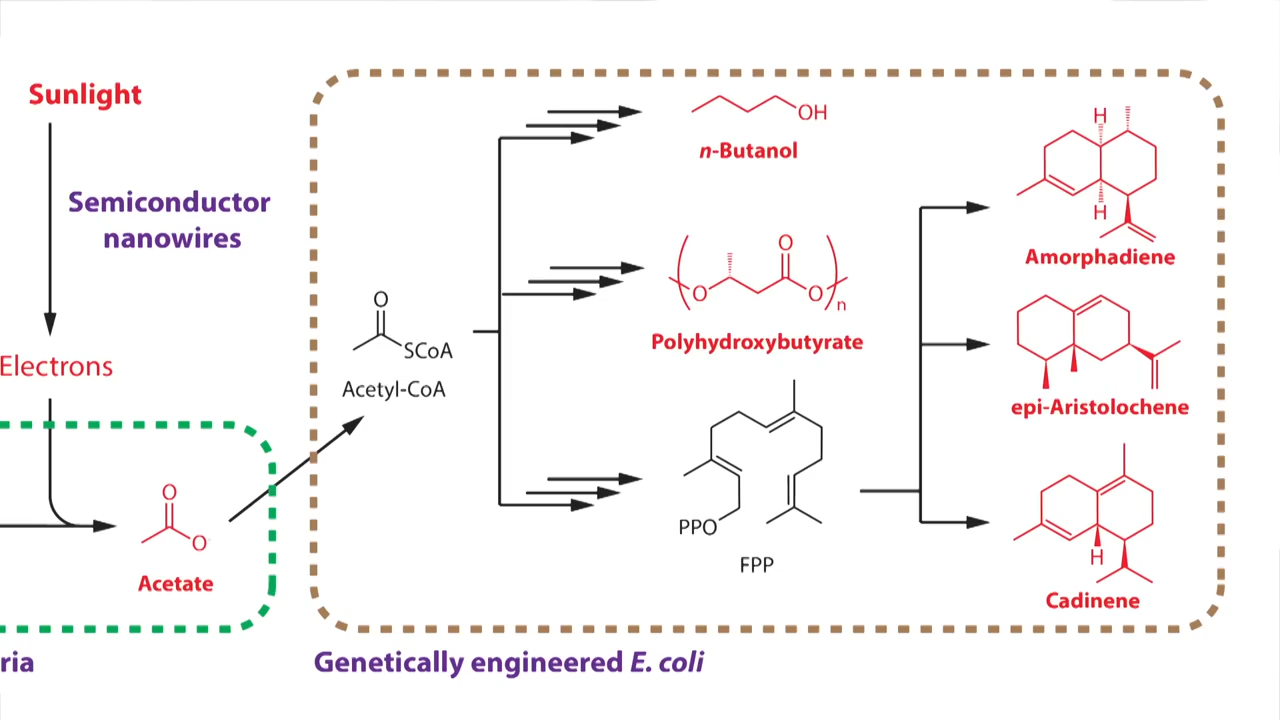 Sunlight
Semiconductor
nanowires
Electrons
O
O
Acetate
ria
O
SCoA
Acetyl-CoA
OH
n-Butanol
O
O
O
n
Polyhydroxybutyrate
PPO
FPP
H
H
Amorphadiene
epi-Aristolochene
H
Cadinene
Genetically engineered E. coli